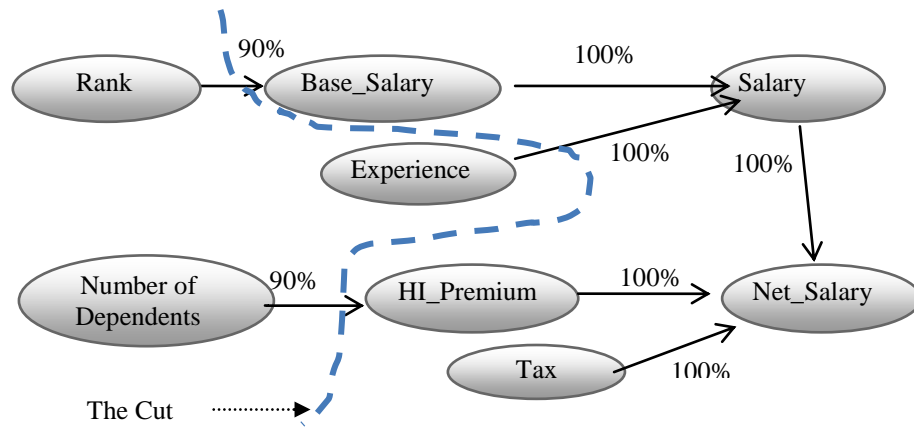 90%
100%
Rank
Base_Salary
Salary
100%
Experience
100%
Number of
Dependents
90%
HI_Premium
100%
Net_Salary
Tax
100%
The Cut